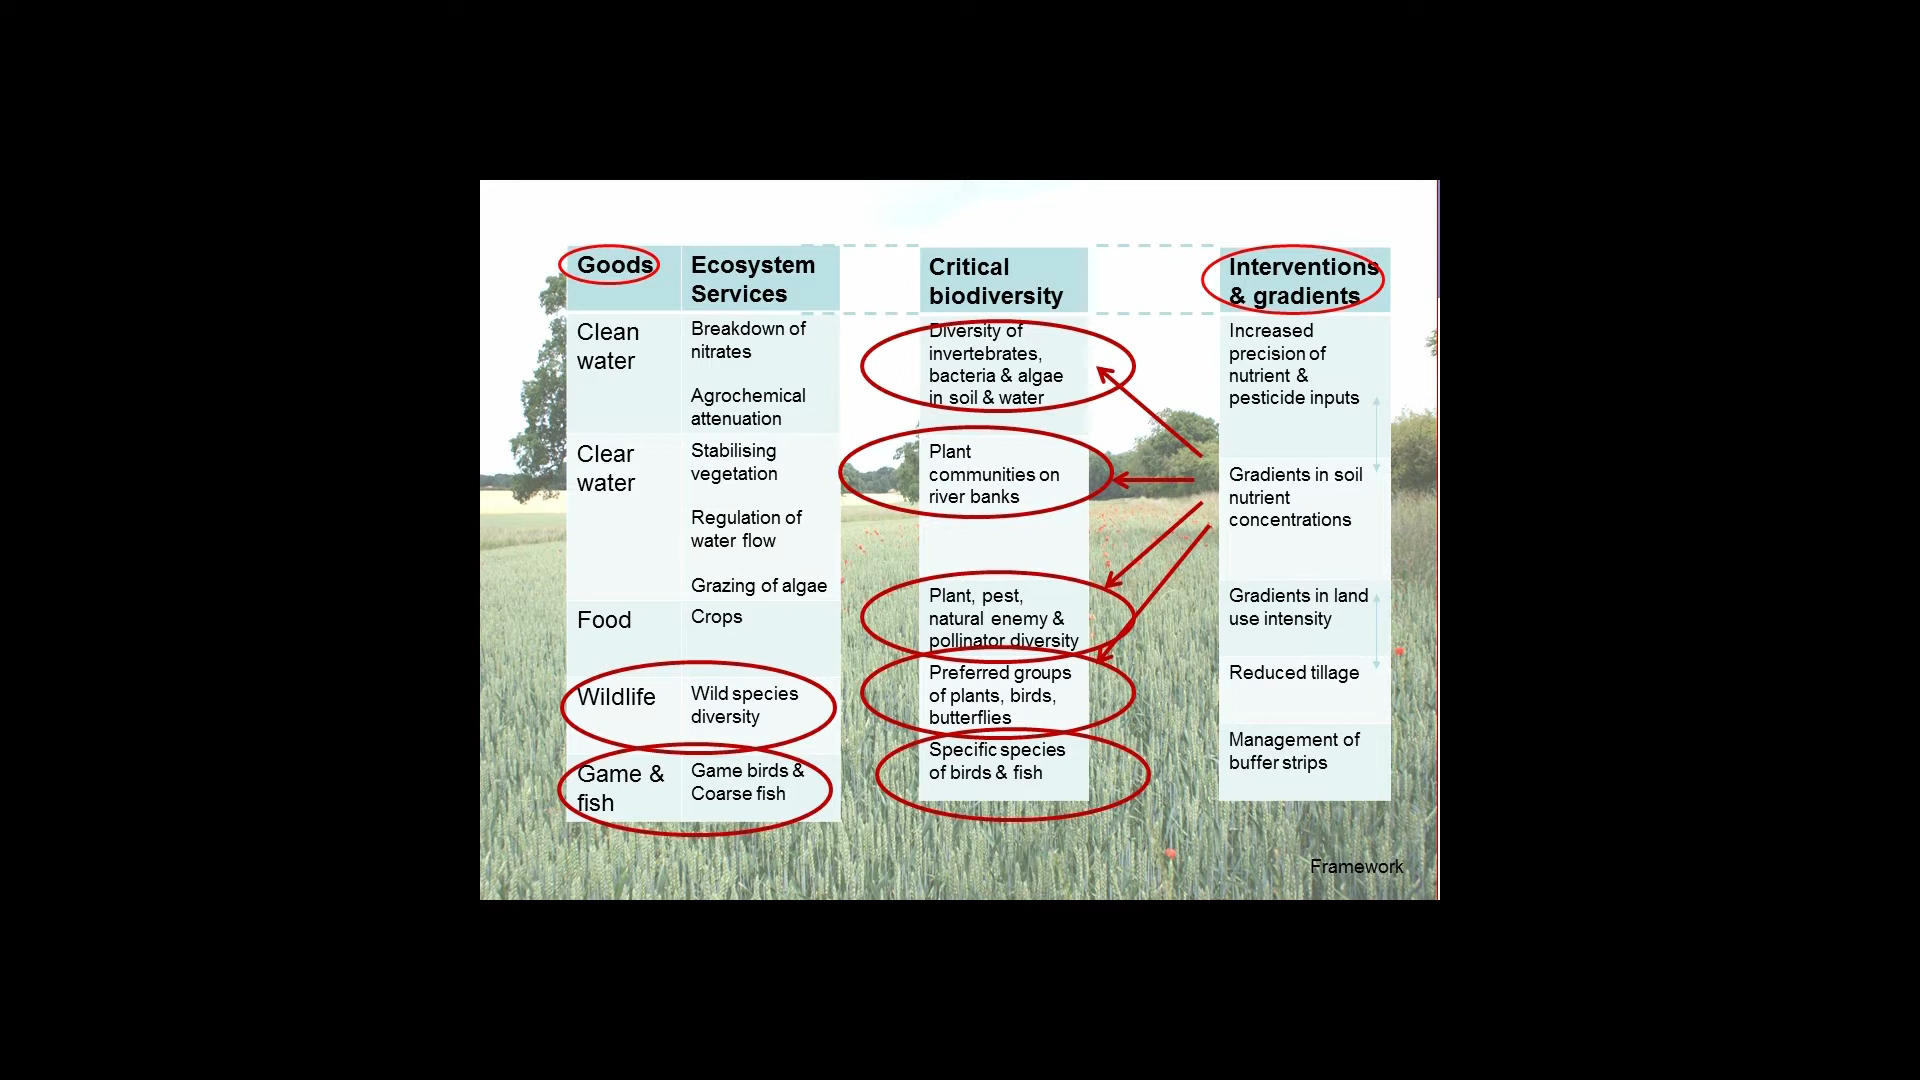 Goods
Ecosystem
Services
Critical
biodiversity
Interventions
& gradients
Clean
water
Breakdown of
nitrates
Agrochemical
attenuation
Diversity of
invertebrates,
bacteria & algae
in soil & water
Increased
precision of
nutrient &
pesticide inputs
Clear
water
Stabilising
vegetation
Regulation of
water flow
Grazing of algae
Plant
communities on
river banks
Gradients in soil
nutrient
concentrations
Food
Crops
Plant, pest,
natural enemy &
pollinator diversity
Gradients in land
use intensity
Wildlife
Wild species
diversity
Preferred groups
of plants, birds,
butterflies
Reduced tillage
Game &
fish
Game birds &
Coarse fish
Specific species
of birds & fish
Management of
buffer strips
Framework